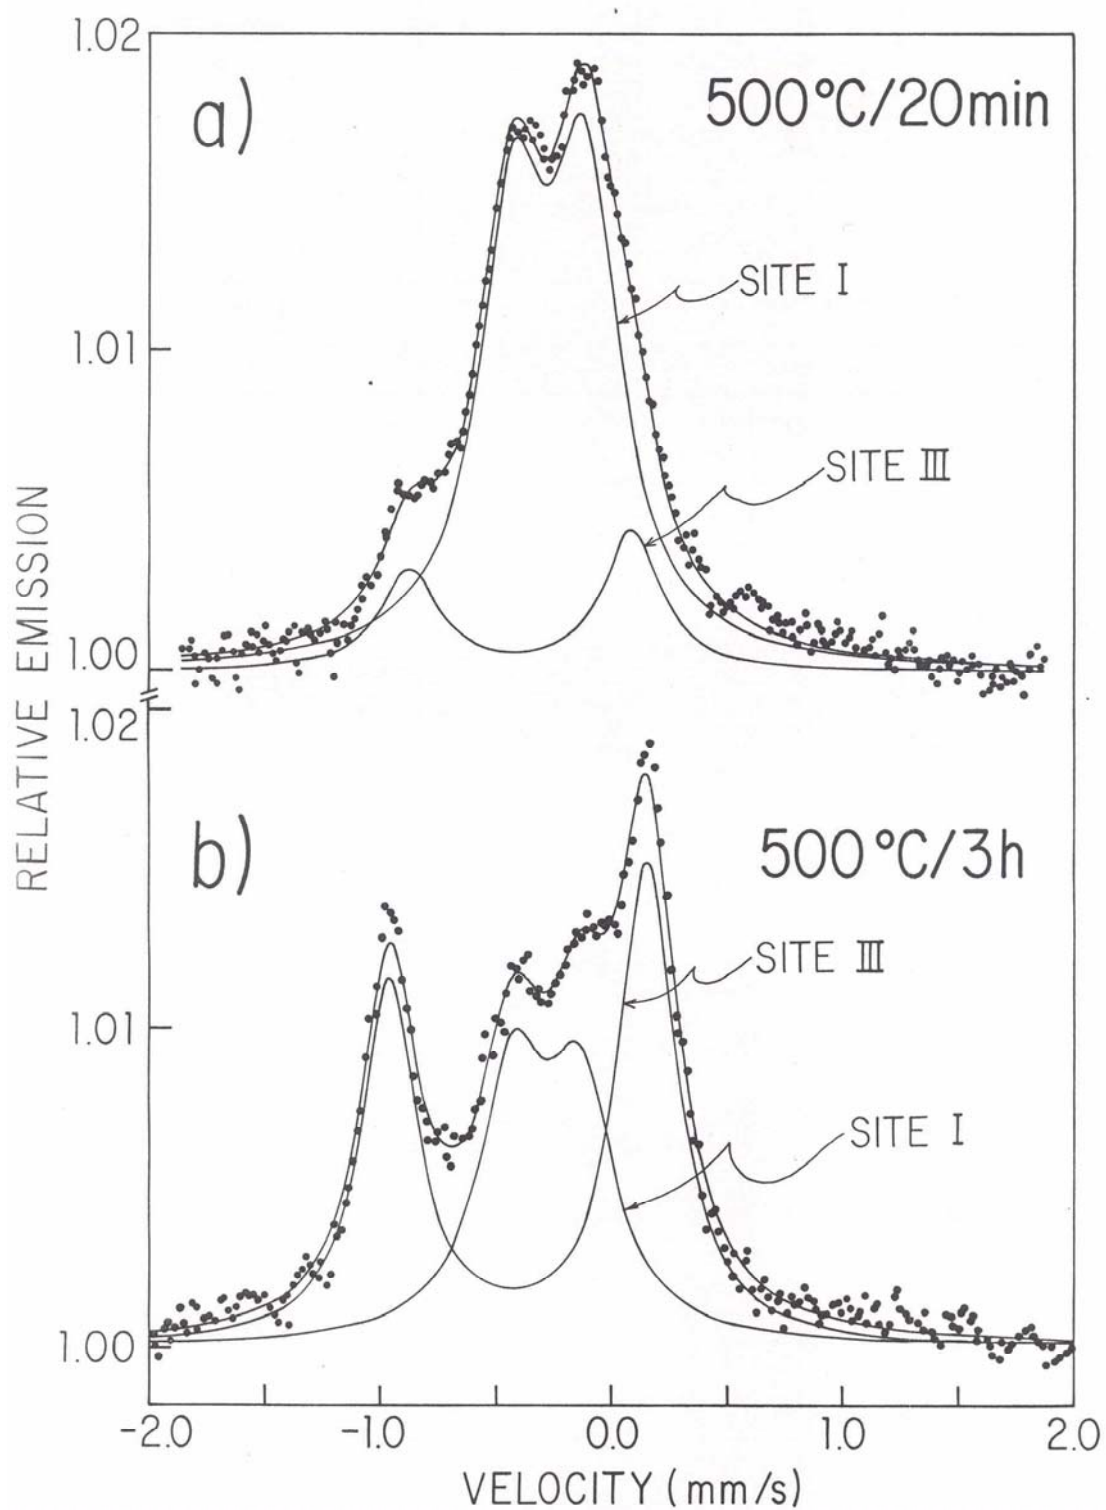 1.02
a) 500°C/20min
SITE I
1.01
SITE III
1.00
RELATIVE EMISSION
1.02
b) 500°C/3h
SITE III
1.01
SITE I
1.00
-2.0 -1.0 0.0 1.0 2.0
VELOCITY (mm/s)